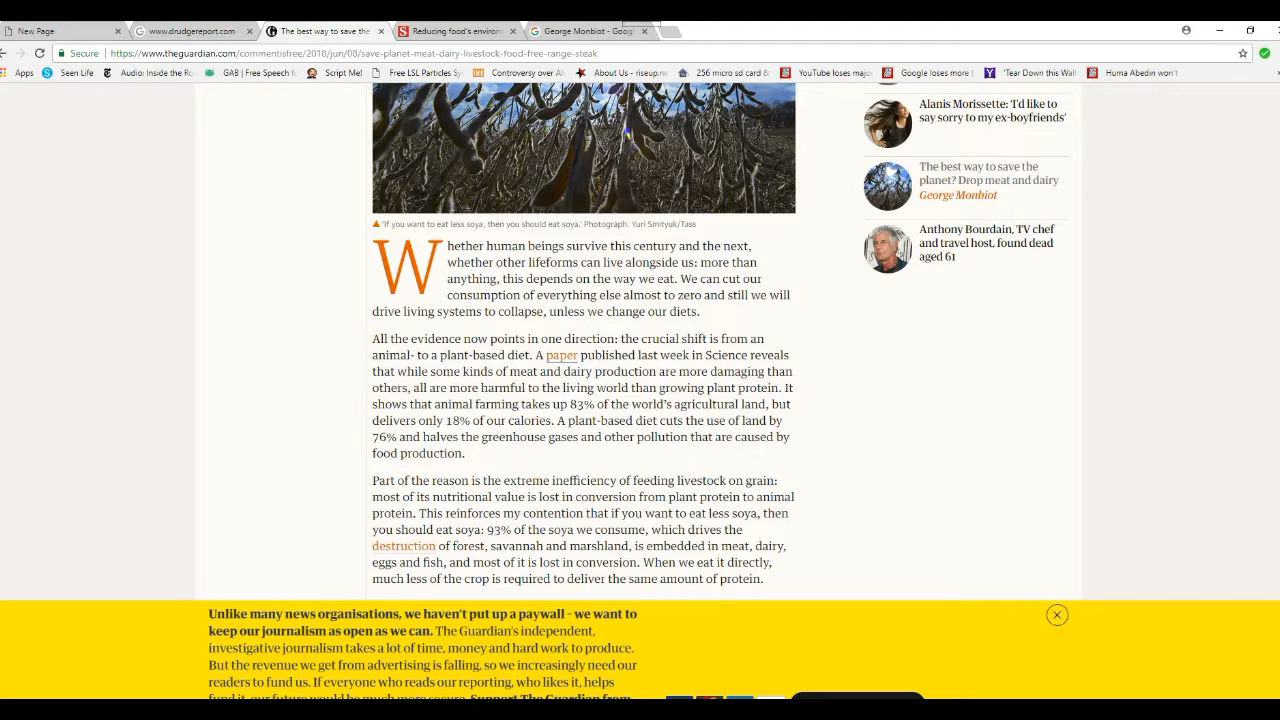 New Page
www.drudgereport.com
The best way to save the
Reducing food's environ
George Monbiot - Goog
Secure
https://www.theguardian.com/commentisfree/2018/jun/08/save-planet-meat-dairy-livestock-food-free-range-steak
Apps
Seen Life
Audio: Inside the Ro
GAB | Free Speech f
Script Me!
Free LSL Particles Sy
Controversy over Al
About Us - riseup.ne
256 micro sd card &
YouTube loses majo
Google loses more t
'Tear Down this Wall
Huma Abedin won't
Alanis Morissette: 'I'd like to
say sorry to my ex-boyfriends'
The best way to save the
planet? Drop meat and dairy
George Monbiot
Anthony Bourdain, TV chef
and travel host, found dead
aged 61
'If you want to eat less soya, then you should eat soya.' Photograph: Yuri Smityuk/Tass
Whether human beings survive this century and the next,
whether other lifeforms can live alongside us: more than
anything, this depends on the way we eat. We can cut our
consumption of everything else almost to zero and still we will
drive living systems to collapse, unless we change our diets.
All the evidence now points in one direction: the crucial shift is from an
animal- to a plant-based diet. A paper published last week in Science reveals
that while some kinds of meat and dairy production are more damaging than
others, all are more harmful to the living world than growing plant protein. It
shows that animal farming takes up 83% of the world's agricultural land, but
delivers only 18% of our calories. A plant-based diet cuts the use of land by
76% and halves the greenhouse gases and other pollution that are caused by
food production.
Part of the reason is the extreme inefficiency of feeding livestock on grain:
most of its nutritional value is lost in conversion from plant protein to animal
protein. This reinforces my contention that if you want to eat less soya, then
you should eat soya: 93% of the soya we consume, which drives the
destruction of forest, savannah and marshland, is embedded in meat, dairy,
eggs and fish, and most of it is lost in conversion. When we eat it directly,
much less of the crop is required to deliver the same amount of protein.
Unlike many news organisations, we haven't put up a paywall – we want to
keep our journalism as open as we can. The Guardian's independent,
investigative journalism takes a lot of time, money and hard work to produce.
But the revenue we get from advertising is falling, so we increasingly need our
readers to fund us. If everyone who reads our reporting, who likes it, helps
fund it, our future would be much more secure. Support The Guardian from